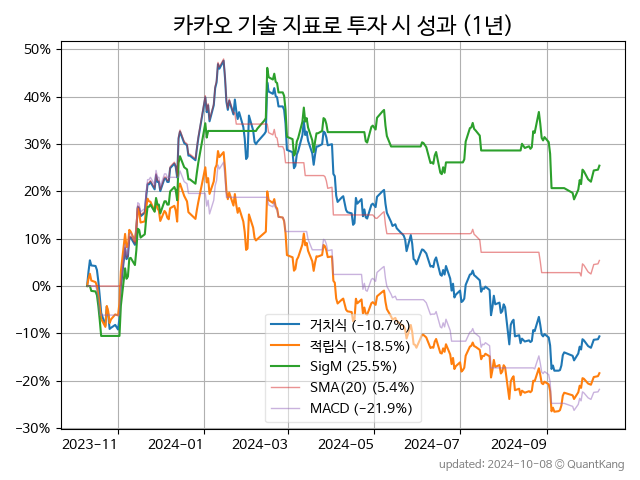 카카오 기술 지표로 투자 시 성과 (1년)
50%
40%
30%
20%
10%
0%
−10%
−20%
−30%
거치식 (−10.7%)
적립식 (−18.5%)
SigM (25.5%)
SMA(20) (5.4%)
MACD (−21.9%)
2023-11
2024-01
2024-03
2024-05
2024-07
2024-09
updated: 2024-10-08 © QuantKang